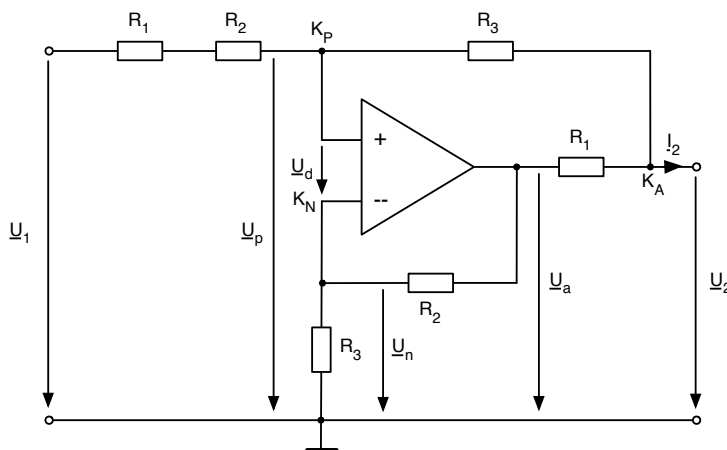 R1 R2 KP R3
+
R1 I2
Ud
KN -- KA
U1 Up Ua U2
R2
R3 Un